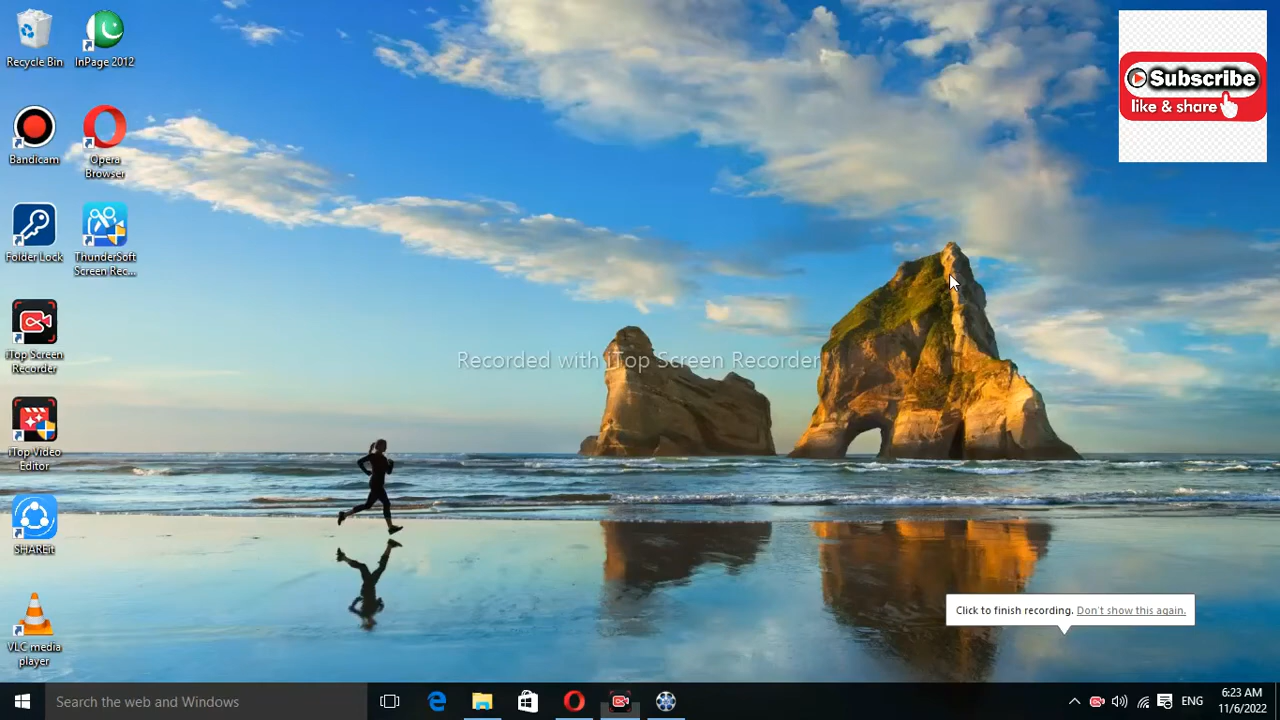 Recycle Bin
InPage 2012
Subscribe
like & share
Bandicam
Opera
Browser
Folder Lock
ThunderSoft
Screen Rec...
iTop Screen
Recorder
Recorded with iTop Screen Recorder
iTop Video
Editor
SHAREit
VLC media
player
Click to finish recording. Don't show this again.
Search the web and Windows
ENG
6:23 AM
11/6/2022